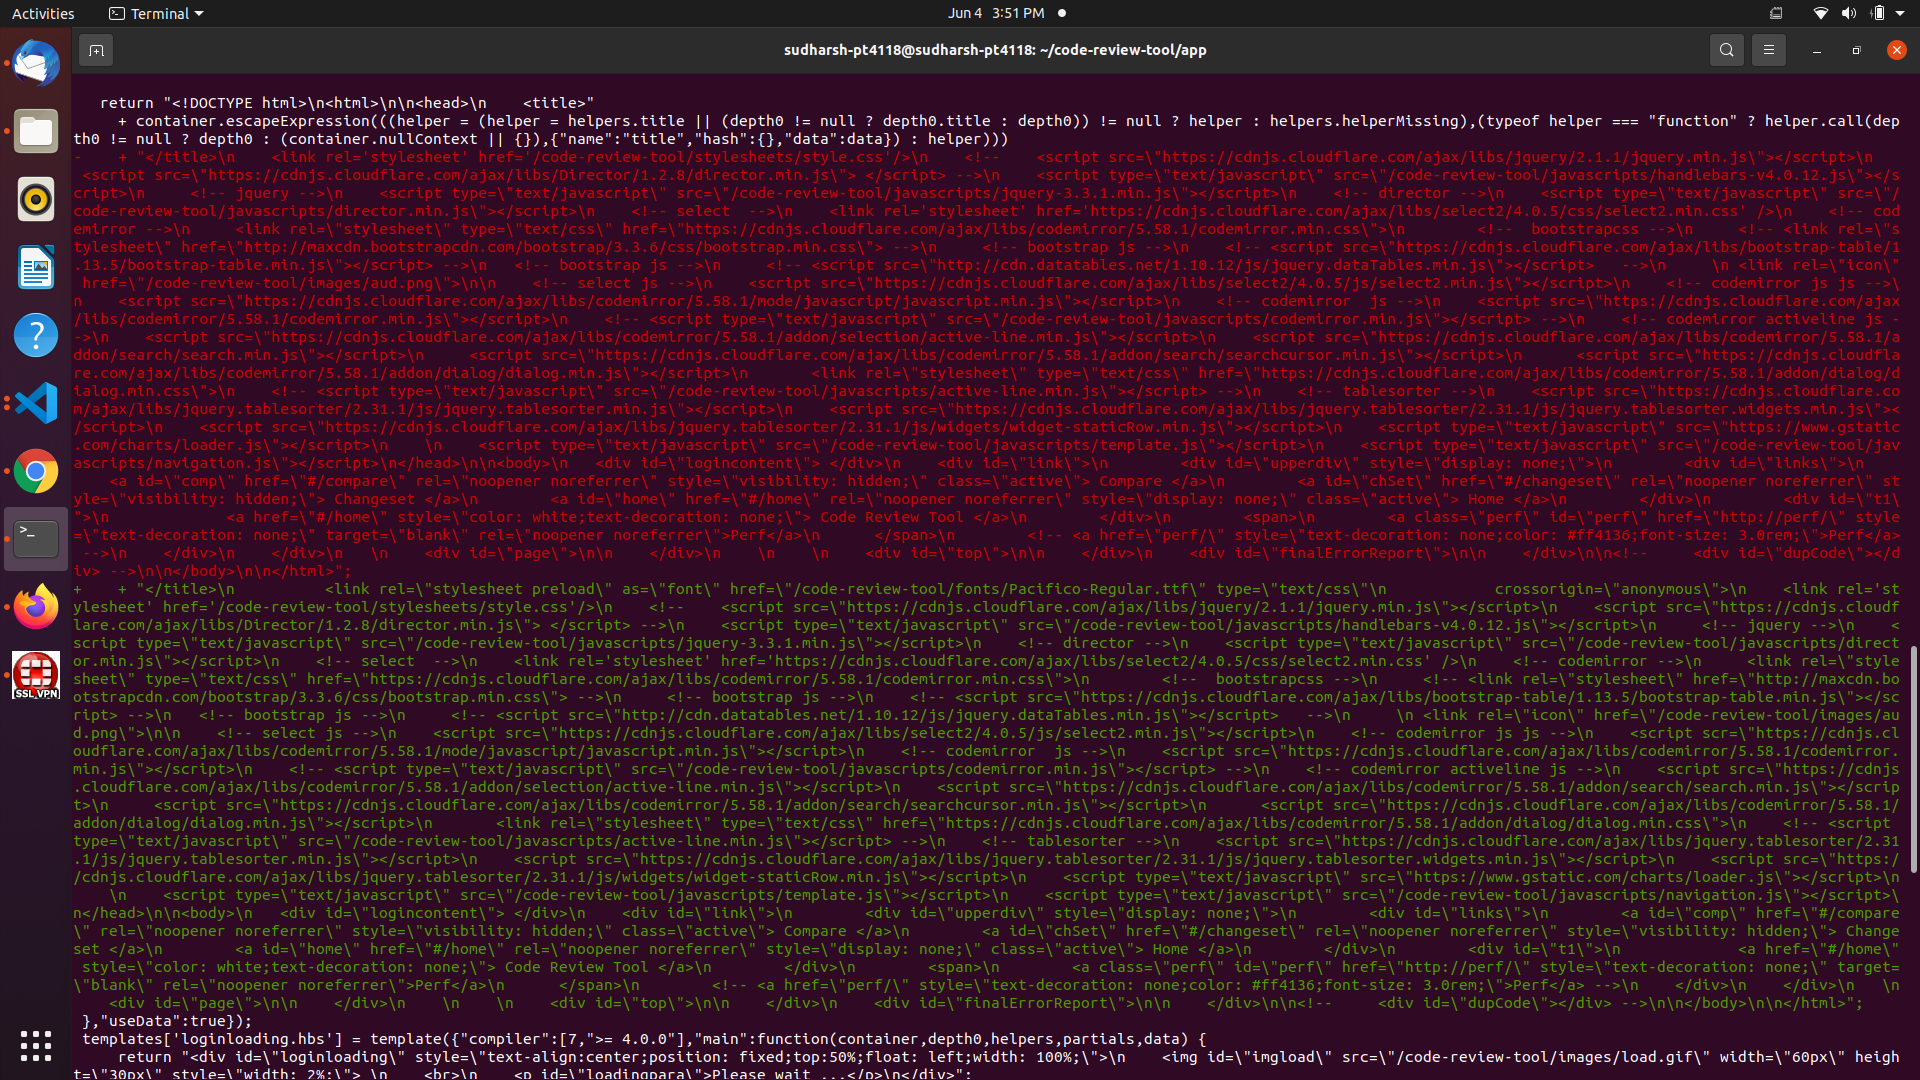 Activities
Terminal
Jun 4 3:51 PM
sudharsh-pt4118@sudharsh-pt4118: ~/code-review-tool/app
   return "<!DOCTYPE html>\n<html>\n\n<head>\n    <title>"
     + container.escapeExpression(((helper = (helper = helpers.title || (depth0 != null ? depth0.title : depth0)) != null ? helper : helpers.helperMissing),(typeof helper === "function" ? helper.call(dep
th0 != null ? depth0 : (container.nullContext || {}),{"name":"title","hash":{},"data":data}) : helper)))
-    + "</title>\n    <link rel='stylesheet' href='/code-review-tool/stylesheets/style.css'/>\n    <!--    <script src=\"https://cdnjs.cloudflare.com/ajax/libs/jquery/2.1.1/jquery.min.js\"></script>\n
 <script src=\"https://cdnjs.cloudflare.com/ajax/libs/Director/1.2.8/director.min.js\"> </script> -->\n    <script type=\"text/javascript\" src=\"/code-review-tool/javascripts/handlebars-v4.0.12.js\"></s
cript>\n     <!-- jquery -->\n    <script type=\"text/javascript\" src=\"/code-review-tool/javascripts/jquery-3.3.1.min.js\"></script>\n    <!-- director -->\n    <script type=\"text/javascript\" src=\"/
code-review-tool/javascripts/director.min.js\"></script>\n    <!-- select  -->\n    <link rel='stylesheet' href='https://cdnjs.cloudflare.com/ajax/libs/select2/4.0.5/css/select2.min.css' />\n    <!-- cod
emirror -->\n     <link rel=\"stylesheet\" type=\"text/css\" href=\"https://cdnjs.cloudflare.com/ajax/libs/codemirror/5.58.1/codemirror.min.css\">\n        <!--  bootstrapcss -->\n     <!-- <link rel=\"s
tylesheet\" href=\"http://maxcdn.bootstrapcdn.com/bootstrap/3.3.6/css/bootstrap.min.css\"> -->\n     <!-- bootstrap js -->\n    <!-- <script src=\"https://cdnjs.cloudflare.com/ajax/libs/bootstrap-table/1
.13.5/bootstrap-table.min.js\"></script> -->\n   <!-- bootstrap js -->\n     <!-- <script src=\"http://cdn.datatables.net/1.10.12/js/jquery.dataTables.min.js\"></script>   -->\n     \n <link rel=\"icon\"
 href=\"/code-review-tool/images/aud.png\">\n\n    <!-- select js -->\n    <script src=\"https://cdnjs.cloudflare.com/ajax/libs/select2/4.0.5/js/select2.min.js\"></script>\n    <!-- codemirror js js -->\
n    <script scr=\"https://cdnjs.cloudflare.com/ajax/libs/codemirror/5.58.1/mode/javascript/javascript.min.js\"></script>\n    <!-- codemirror  js -->\n     <script src=\"https://cdnjs.cloudflare.com/ajax
/libs/codemirror/5.58.1/codemirror.min.js\"></script>\n    <!-- <script type=\"text/javascript\" src=\"/code-review-tool/javascripts/codemirror.min.js\"></script> -->\n    <!-- codemirror activeline js -
->\n    <script src=\"https://cdnjs.cloudflare.com/ajax/libs/codemirror/5.58.1/addon/selection/active-line.min.js\"></script>\n    <script src=\"https://cdnjs.cloudflare.com/ajax/libs/codemirror/5.58.1/a
ddon/search/search.min.js\"></script>\n    <script src=\"https://cdnjs.cloudflare.com/ajax/libs/codemirror/5.58.1/addon/search/searchcursor.min.js\"></script>\n      <script src=\"https://cdnjs.cloudfla
re.com/ajax/libs/codemirror/5.58.1/addon/dialog/dialog.min.js\"></script>\n       <link rel=\"stylesheet\" type=\"text/css\" href=\"https://cdnjs.cloudflare.com/ajax/libs/codemirror/5.58.1/addon/dialog/d
ialog.min.css\">\n    <!-- <script type=\"text/javascript\" src=\"/code-review-tool/javascripts/active-line.min.js\"></script> -->\n    <!-- tablesorter -->\n    <script src=\"https://cdnjs.cloudflare.co
m/ajax/libs/jquery.tablesorter/2.31.1/js/jquery.tablesorter.min.js\"></script>\n    <script src=\"https://cdnjs.cloudflare.com/ajax/libs/jquery.tablesorter/2.31.1/js/jquery.tablesorter.widgets.min.js\"><
/script>\n    <script src=\"https://cdnjs.cloudflare.com/ajax/libs/jquery.tablesorter/2.31.1/js/widgets/widget-staticRow.min.js\"></script>\n    <script type=\"text/javascript\" src=\"https://www.gstatic
.com/charts/loader.js\"></script>\n    \n    <script type=\"text/javascript\" src=\"/code-review-tool/javascripts/template.js\"></script>\n    <script type=\"text/javascript\" src=\"/code-review-tool/jav
ascripts/navigation.js\"></script>\n</head>\n\n<body>\n   <div id=\"logincontent\"> </div>\n    <div id=\"link\">\n        <div id=\"upperdiv\" style=\"display: none;\">\n        <div id=\"links\">\n
    <a id=\"comp\" href=\"#/compare\" rel=\"noopener noreferrer\" style=\"visibility: hidden;\" class=\"active\"> Compare </a>\n        <a id=\"chSet\" href=\"#/changeset\" rel=\"noopener noreferrer\" st
yle=\"visibility: hidden;\"> Changeset </a>\n        <a id=\"home\" href=\"#/home\" rel=\"noopener noreferrer\" style=\"display: none;\" class=\"active\"> Home </a>\n        </div>\n        <div id=\"t1\
">\n             <a href=\"#/home\" style=\"color: white;text-decoration: none;\"> Code Review Tool </a>\n        </div>\n        <span>\n         <a class=\"perf\" id=\"perf\" href=\"http://perf/\" style
=\"text-decoration: none;\" target=\"blank\" rel=\"noopener noreferrer\">Perf</a>\n        </span>\n          <!-- <a href=\"perf/\" style=\"text-decoration: none;color: #ff4136;font-size: 3.0rem;\">Perf</a>
 -->\n    </div>\n    </div>\n   \n    <div id=\"page\">\n\n    </div>\n    \n    \n    <div id=\"top\">\n\n    </div>\n    <div id=\"finalErrorReport\">\n\n    </div>\n\n<!--     <div id=\"dupCode\"></d
iv> -->\n\n</body>\n\n</html>";
+    + "</title>\n          <link rel=\"stylesheet preload\" as=\"font\" href=\"/code-review-tool/fonts/Pacifico-Regular.ttf\" type=\"text/css\"\n            crossorigin=\"anonymous\">\n    <link rel='st
ylesheet' href='/code-review-tool/stylesheets/style.css'/>\n    <!--    <script src=\"https://cdnjs.cloudflare.com/ajax/libs/jquery/2.1.1/jquery.min.js\"></script>\n    <script src=\"https://cdnjs.cloudf
lare.com/ajax/libs/Director/1.2.8/director.min.js\"> </script> -->\n    <script type=\"text/javascript\" src=\"/code-review-tool/javascripts/handlebars-v4.0.12.js\"></script>\n     <!-- jquery -->\n    <
script type=\"text/javascript\" src=\"/code-review-tool/javascripts/jquery-3.3.1.min.js\"></script>\n    <!-- director -->\n    <script type=\"text/javascript\" src=\"/code-review-tool/javascripts/direct
or.min.js\"></script>\n    <!-- select  -->\n    <link rel='stylesheet' href='https://cdnjs.cloudflare.com/ajax/libs/select2/4.0.5/css/select2.min.css' />\n    <!-- codemirror -->\n     <link rel=\"style
sheet\" type=\"text/css\" href=\"https://cdnjs.cloudflare.com/ajax/libs/codemirror/5.58.1/codemirror.min.css\">\n        <!--  bootstrapcss -->\n     <!-- <link rel=\"stylesheet\" href=\"http://maxcdn.bo
otstrapcdn.com/bootstrap/3.3.6/css/bootstrap.min.css\"> -->\n     <!-- bootstrap js -->\n    <!-- <script src=\"https://cdnjs.cloudflare.com/ajax/libs/bootstrap-table/1.13.5/bootstrap-table.min.js\"></sc
ript> -->\n   <!-- bootstrap js -->\n     <!-- <script src=\"http://cdn.datatables.net/1.10.12/js/jquery.dataTables.min.js\"></script>   -->\n     \n <link rel=\"icon\" href=\"/code-review-tool/images/au
d.png\">\n\n    <!-- select js -->\n    <script src=\"https://cdnjs.cloudflare.com/ajax/libs/select2/4.0.5/js/select2.min.js\"></script>\n    <!-- codemirror js js -->\n    <script scr=\"https://cdnjs.cl
oudflare.com/ajax/libs/codemirror/5.58.1/mode/javascript/javascript.min.js\"></script>\n    <!-- codemirror  js -->\n    <script src=\"https://cdnjs.cloudflare.com/ajax/libs/codemirror/5.58.1/codemirror.
min.js\"></script>\n    <!-- <script type=\"text/javascript\" src=\"/code-review-tool/javascripts/codemirror.min.js\"></script> -->\n    <!-- codemirror activeline js -->\n    <script src=\"https://cdnjs
.cloudflare.com/ajax/libs/codemirror/5.58.1/addon/selection/active-line.min.js\"></script>\n    <script src=\"https://cdnjs.cloudflare.com/ajax/libs/codemirror/5.58.1/addon/search/search.min.js\"></scrip
t>\n     <script src=\"https://cdnjs.cloudflare.com/ajax/libs/codemirror/5.58.1/addon/search/searchcursor.min.js\"></script>\n       <script src=\"https://cdnjs.cloudflare.com/ajax/libs/codemirror/5.58.1/
addon/dialog/dialog.min.js\"></script>\n       <link rel=\"stylesheet\" type=\"text/css\" href=\"https://cdnjs.cloudflare.com/ajax/libs/codemirror/5.58.1/addon/dialog/dialog.min.css\">\n    <!-- <script
type=\"text/javascript\" src=\"/code-review-tool/javascripts/active-line.min.js\"></script> -->\n    <!-- tablesorter -->\n    <script src=\"https://cdnjs.cloudflare.com/ajax/libs/jquery.tablesorter/2.31
.1/js/jquery.tablesorter.min.js\"></script>\n    <script src=\"https://cdnjs.cloudflare.com/ajax/libs/jquery.tablesorter/2.31.1/js/jquery.tablesorter.widgets.min.js\"></script>\n    <script src=\"https:/
/cdnjs.cloudflare.com/ajax/libs/jquery.tablesorter/2.31.1/js/widgets/widget-staticRow.min.js\"></script>\n    <script type=\"text/javascript\" src=\"https://www.gstatic.com/charts/loader.js\"></script>\n
    \n    <script type=\"text/javascript\" src=\"/code-review-tool/javascripts/template.js\"></script>\n    <script type=\"text/javascript\" src=\"/code-review-tool/javascripts/navigation.js\"></script>\
n</head>\n\n<body>\n   <div id=\"logincontent\"> </div>\n    <div id=\"link\">\n        <div id=\"upperdiv\" style=\"display: none;\">\n        <div id=\"links\">\n        <a id=\"comp\" href=\"#/compare
\" rel=\"noopener noreferrer\" style=\"visibility: hidden;\" class=\"active\"> Compare </a>\n        <a id=\"chSet\" href=\"#/changeset\" rel=\"noopener noreferrer\" style=\"visibility: hidden;\"> Change
set </a>\n        <a id=\"home\" href=\"#/home\" rel=\"noopener noreferrer\" style=\"display: none;\" class=\"active\"> Home </a>\n        </div>\n        <div id=\"t1\">\n             <a href=\"#/home\"
 style=\"color: white;text-decoration: none;\"> Code Review Tool </a>\n        </div>\n        <span>\n        <a class=\"perf\" id=\"perf\" href=\"http://perf/\" style=\"text-decoration: none;\" target=
\"blank\" rel=\"noopener noreferrer\">Perf</a>\n      </span>\n        <!-- <a href=\"perf/\" style=\"text-decoration: none;color: #ff4136;font-size: 3.0rem;\">Perf</a> -->\n    </div>\n    </div>\n   \n
    <div id=\"page\">\n\n    </div>\n    \n    \n    <div id=\"top\">\n\n    </div>\n    <div id=\"finalErrorReport\">\n\n    </div>\n\n<!--     <div id=\"dupCode\"></div> -->\n\n</body>\n\n</html>";
 },"useData":true});
 templates['loginloading.hbs'] = template({"compiler":[7,">= 4.0.0"],"main":function(container,depth0,helpers,partials,data) {
     return "<div id=\"loginloading\" style=\"text-align:center;position: fixed;top:50%;float: left;width: 100%;\">\n    <img id=\"imgload\" src=\"/code-review-tool/images/load.gif\" width=\"60px\" heigh
t=\"30px\" style=\"width: 2%;\"> \n    <br>\n    <p id=\"loadingpara\">Please wait ...</p>\n</div>";
SSL_VPN